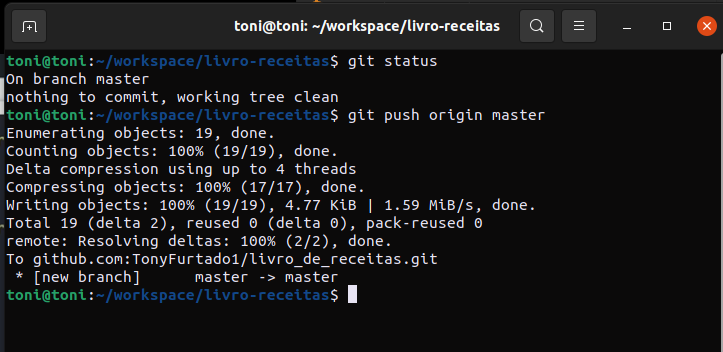 toni@toni: ~/workspace/livro-receitas
toni@toni:~/workspace/livro-receitas$ git status
On branch master
nothing to commit, working tree clean
toni@toni:~/workspace/livro-receitas$ git push origin master
Enumerating objects: 19, done.
Counting objects: 100% (19/19), done.
Delta compression using up to 4 threads
Compressing objects: 100% (17/17), done.
Writing objects: 100% (19/19), 4.77 KiB | 1.59 MiB/s, done.
Total 19 (delta 2), reused 0 (delta 0), pack-reused 0
remote: Resolving deltas: 100% (2/2), done.
To github.com:TonyFurtado1/livro_de_receitas.git
 * [new branch]      master -> master
toni@toni:~/workspace/livro-receitas$